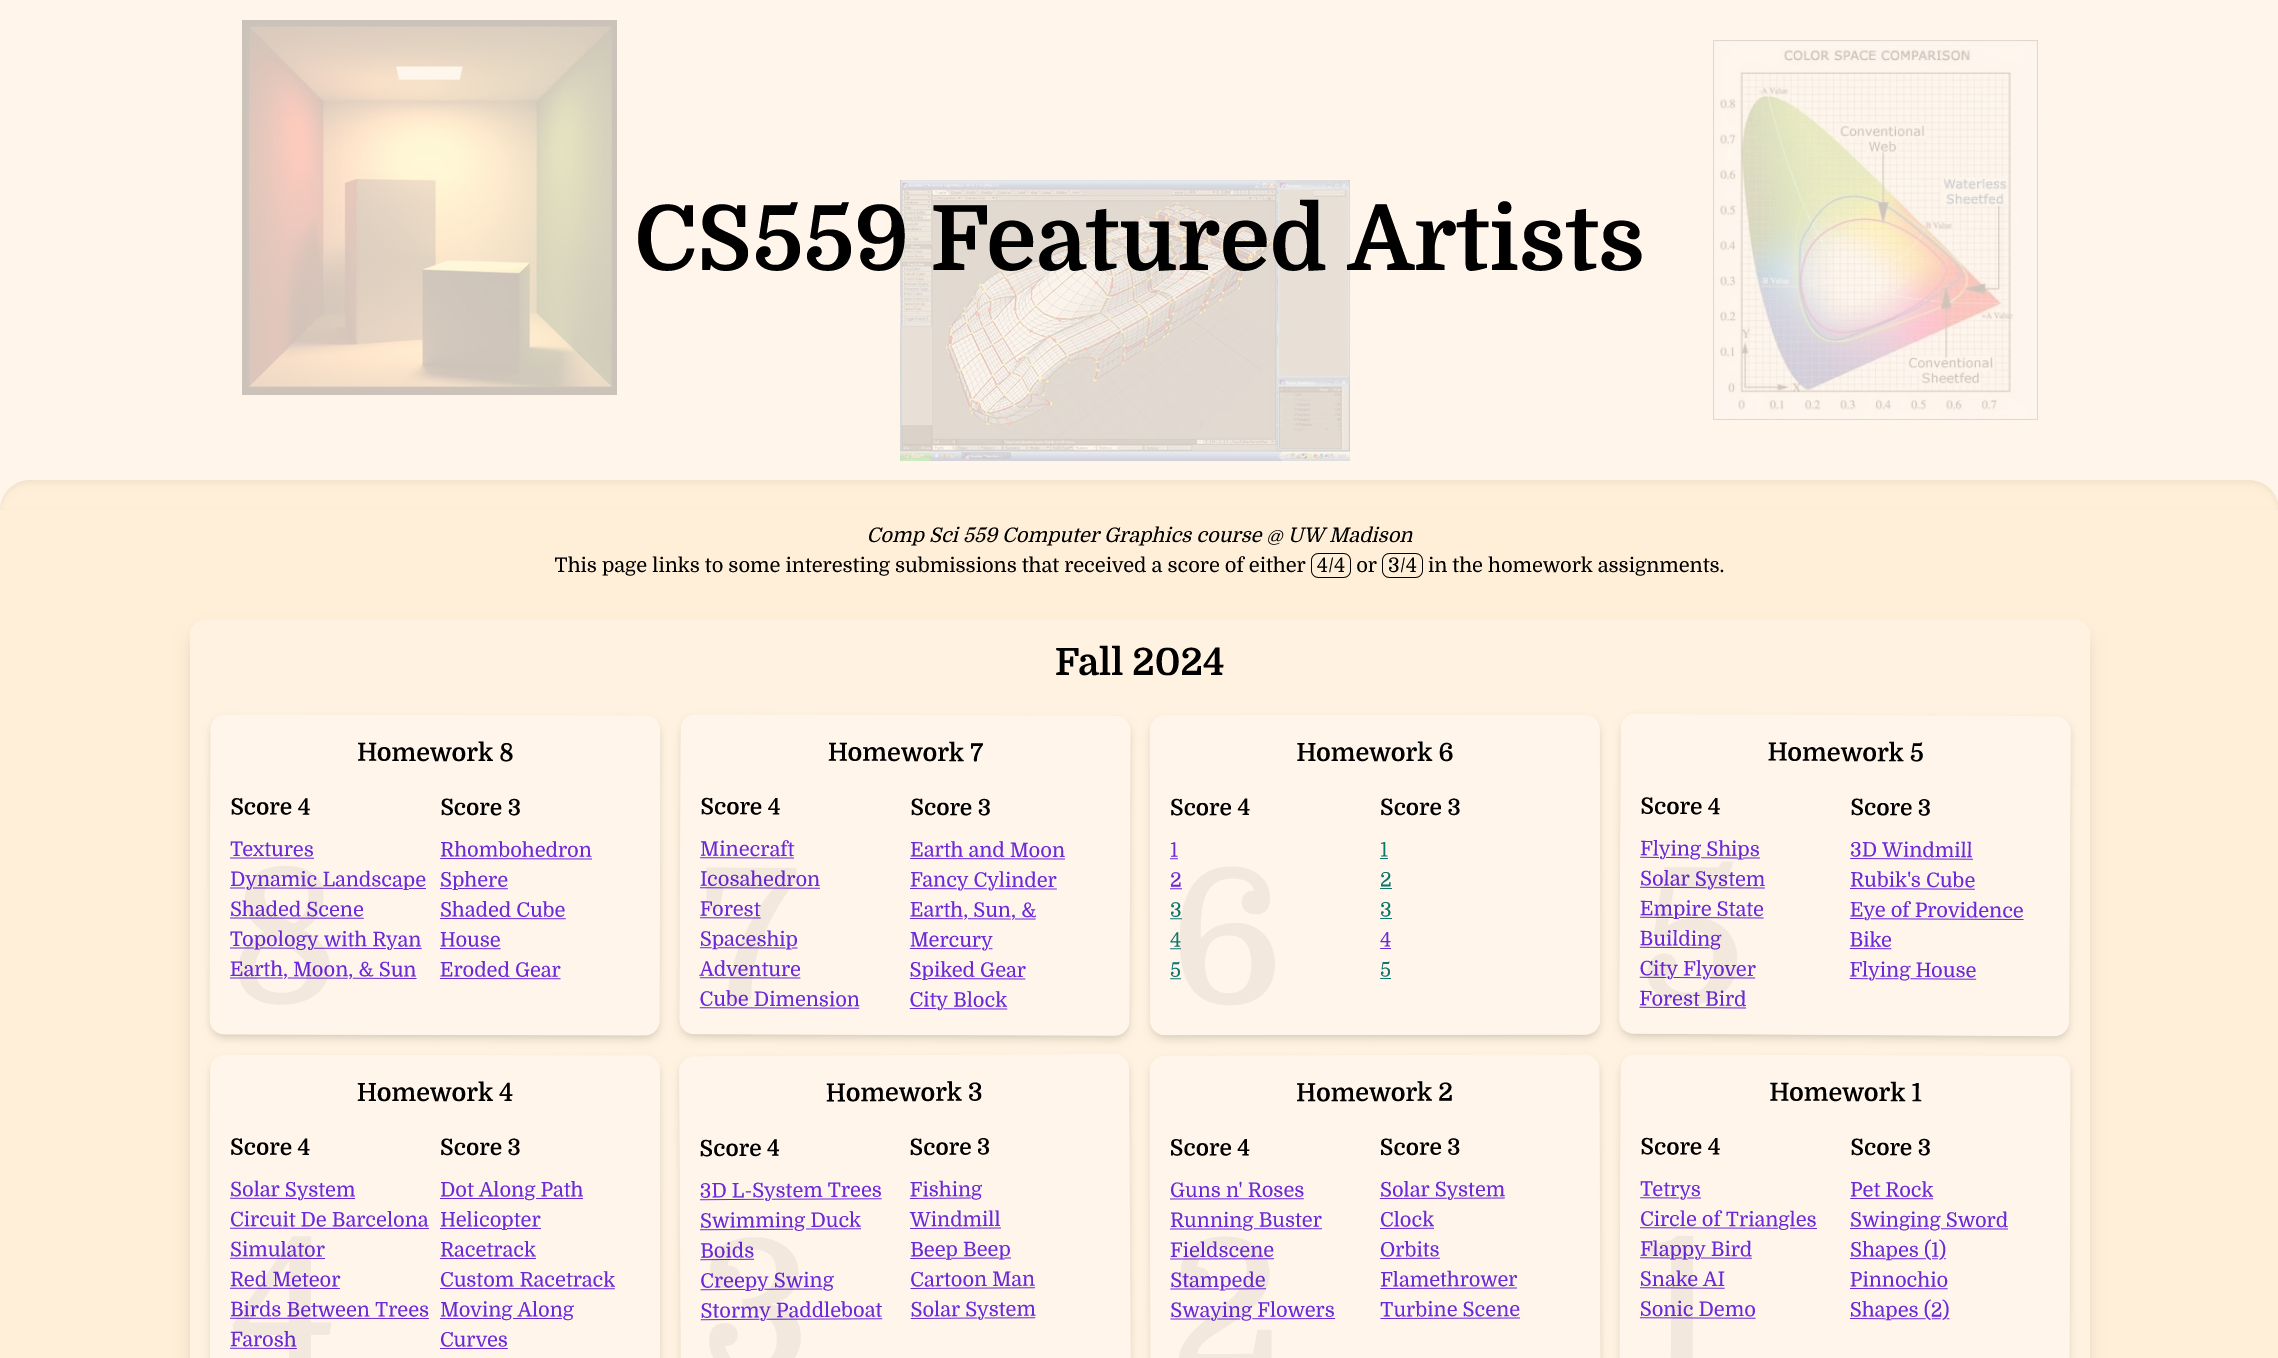 COLOR SPACE COMPARISON
A Value
0.8
Conventional
Web
0.7
0.6
Waterless
Sheetfed
0.5
CS559 Featured Artists
-B Value
0.4
0.3
B Value
0.2
+A Value
Y
0.1
Conventional
Sheetfed
0
X
0 0.1 0.2 0.3 0.4 0.5 0.6 0.7
Comp Sci 559 Computer Graphics course @ UW Madison
This page links to some interesting submissions that received a score of either 4/4 or 3/4 in the homework assignments.
Fall 2024
Homework 8
Score 4
Textures
Dynamic Landscape
Shaded Scene
Topology with Ryan
Earth, Moon, & Sun
8
Score 3
Rhombohedron
Sphere
Shaded Cube
House
Eroded Gear
Homework 7
Score 4
Minecraft
Icosahedron
Forest
Spaceship
Adventure
Cube Dimension
7
Score 3
Earth and Moon
Fancy Cylinder
Earth, Sun, &
Mercury
Spiked Gear
City Block
Homework 6
Score 4
1
2
3
4
5
6
Score 3
1
2
3
4
5
Homework 5
Score 4
Flying Ships
Solar System
Empire State
Building
City Flyover
Forest Bird
5
Score 3
3D Windmill
Rubik's Cube
Eye of Providence
Bike
Flying House
Homework 4
Score 4
Solar System
Circuit De Barcelona
Simulator
Red Meteor
Birds Between Trees
Farosh
4
Score 3
Dot Along Path
Helicopter
Racetrack
Custom Racetrack
Moving Along
Curves
Homework 3
Score 4
3D L-System Trees
Swimming Duck
Boids
Creepy Swing
Stormy Paddleboat
3
Score 3
Fishing
Windmill
Beep Beep
Cartoon Man
Solar System
Homework 2
Score 4
Guns n' Roses
Running Buster
Fieldscene
Stampede
Swaying Flowers
2
Score 3
Solar System
Clock
Orbits
Flamethrower
Turbine Scene
Homework 1
Score 4
Tetrys
Circle of Triangles
Flappy Bird
Snake AI
Sonic Demo
1
Score 3
Pet Rock
Swinging Sword
Shapes (1)
Pinnochio
Shapes (2)